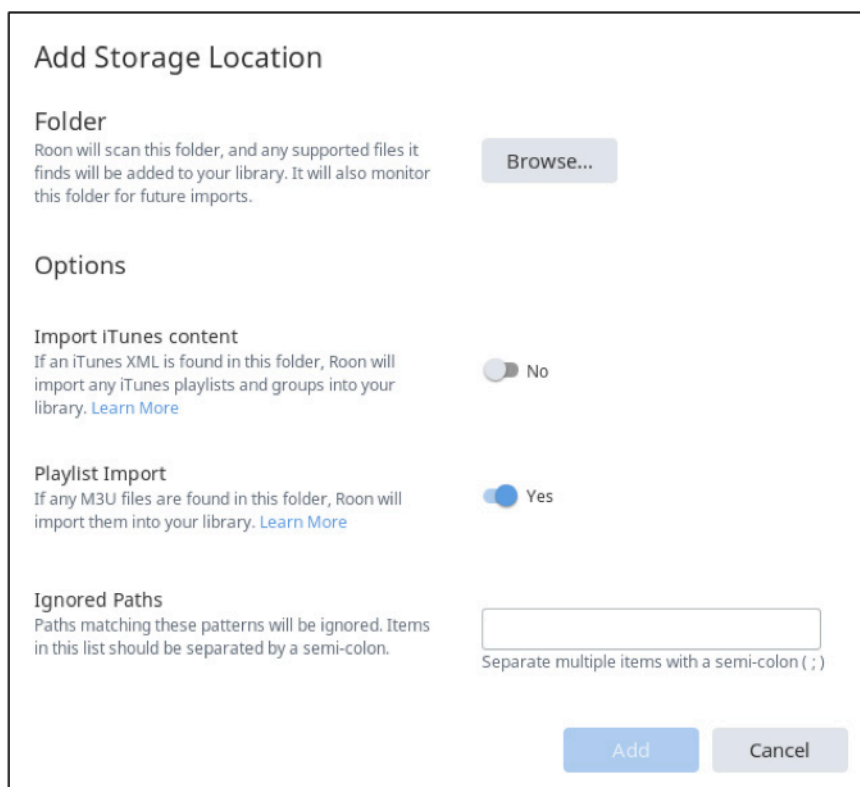 Add Storage Location
Folder
Roon will scan this folder, and any supported files it
finds will be added to your library. It will also monitor
this folder for future imports.
Browse...
Options
Import iTunes content
If an iTunes XML is found in this folder, Roon will
import any iTunes playlists and groups into your
library. Learn More
No
Playlist Import
If any M3U files are found in this folder, Roon will
import them into your library. Learn More
Yes
Ignored Paths
Paths matching these patterns will be ignored. Items
in this list should be separated by a semi-colon.
Separate multiple items with a semi-colon ( ; )
Add
Cancel